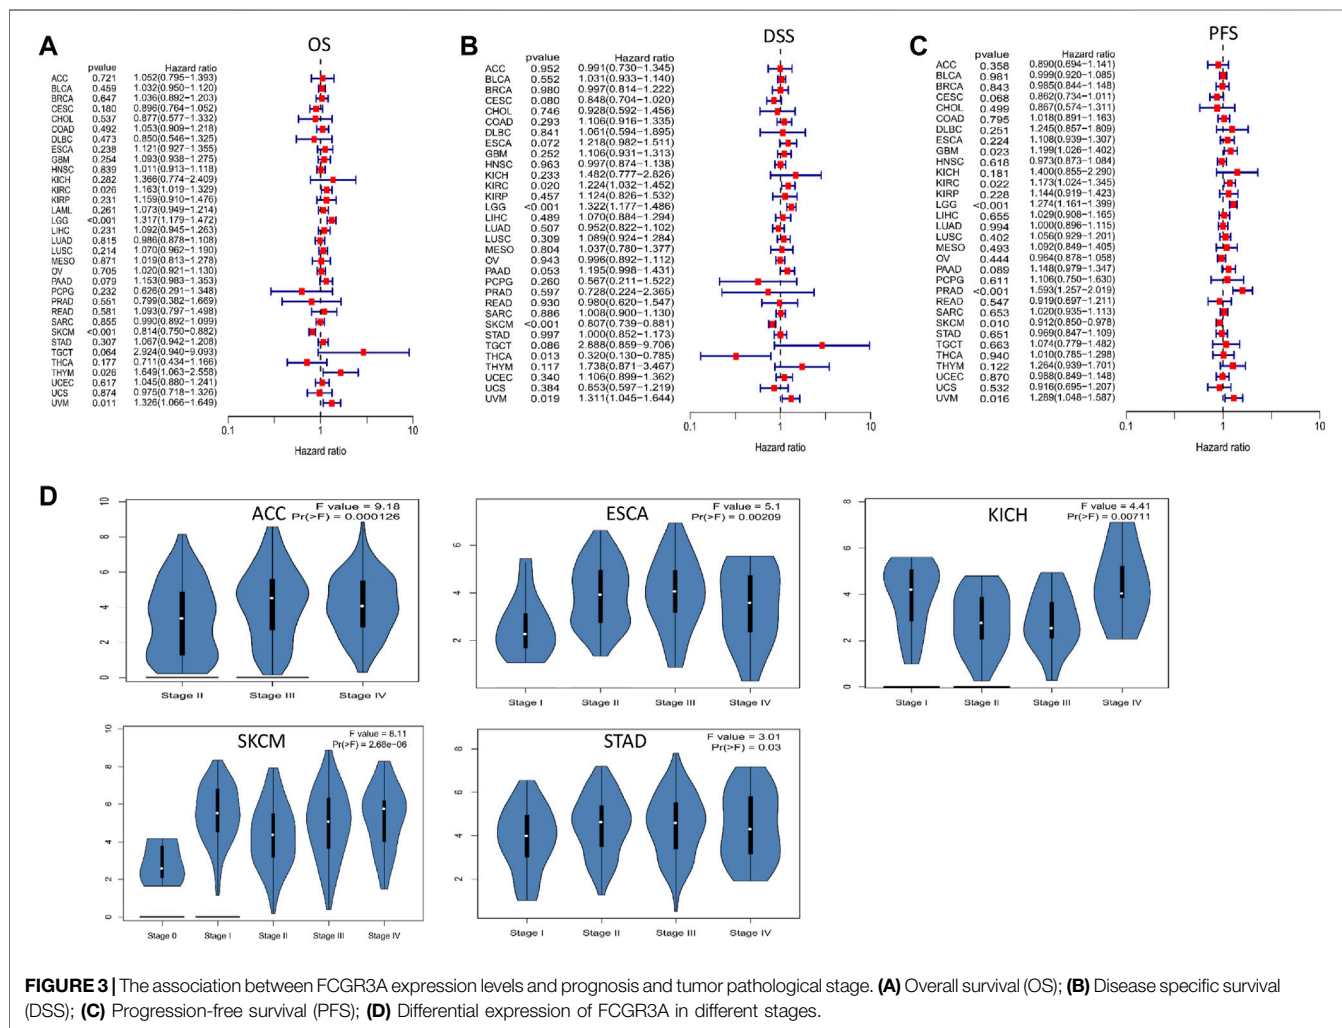 A
OS
pvalue Hazard ratio
ACC 0.721 1.052(0.795−1.393)
BLCA 0.459 1.032(0.950−1.120)
BRCA 0.647 1.036(0.892−1.203)
CESC 0.180 0.896(0.764−1.052)
CHOL 0.537 0.877(0.577−1.332)
COAD 0.492 1.053(0.909−1.218)
DLBC 0.473 0.850(0.546−1.325)
ESCA 0.238 1.121(0.927−1.355)
GBM 0.254 1.093(0.938−1.275)
HNSC 0.839 1.011(0.913−1.118)
KICH 0.282 1.366(0.774−2.409)
KIRC 0.026 1.163(1.019−1.329)
KIRP 0.231 1.159(0.910−1.476)
LAML 0.261 1.073(0.949−1.214)
LGG <0.001 1.317(1.179−1.472)
LIHC 0.231 1.092(0.945−1.263)
LUAD 0.815 0.986(0.878−1.108)
LUSC 0.214 1.070(0.962−1.190)
MESO 0.871 1.019(0.813−1.278)
OV 0.705 1.020(0.921−1.130)
PAAD 0.079 1.153(0.983−1.353)
PCPG 0.232 0.626(0.291−1.348)
PRAD 0.551 0.799(0.382−1.669)
READ 0.581 1.093(0.797−1.498)
SARC 0.855 0.990(0.892−1.099)
SKCM <0.001 0.814(0.750−0.882)
STAD 0.307 1.067(0.942−1.208)
TGCT 0.064 2.924(0.940−9.093)
THCA 0.177 0.711(0.434−1.166)
THYM 0.026 1.649(1.063−2.558)
UCEC 0.617 1.045(0.880−1.241)
UCS 0.874 0.975(0.718−1.326)
UVM 0.011 1.326(1.066−1.649)
0.1 1 10
Hazard ratio
B
DSS
pvalue Hazard ratio
ACC 0.952 0.991(0.730−1.345)
BLCA 0.552 1.031(0.933−1.140)
BRCA 0.980 0.997(0.814−1.222)
CESC 0.080 0.848(0.704−1.020)
CHOL 0.746 0.928(0.592−1.456)
COAD 0.293 1.106(0.916−1.335)
DLBC 0.841 1.061(0.594−1.895)
ESCA 0.072 1.218(0.982−1.511)
GBM 0.252 1.106(0.931−1.313)
HNSC 0.963 0.997(0.874−1.138)
KICH 0.233 1.482(0.777−2.826)
KIRC 0.020 1.224(1.032−1.452)
KIRP 0.457 1.124(0.826−1.532)
LGG <0.001 1.322(1.177−1.486)
LIHC 0.489 1.070(0.884−1.294)
LUAD 0.507 0.952(0.822−1.102)
LUSC 0.309 1.089(0.924−1.284)
MESO 0.804 1.037(0.780−1.377)
OV 0.943 0.996(0.892−1.112)
PAAD 0.053 1.195(0.998−1.431)
PCPG 0.260 0.567(0.211−1.522)
PRAD 0.597 0.728(0.224−2.365)
READ 0.930 0.980(0.620−1.547)
SARC 0.886 1.008(0.900−1.130)
SKCM <0.001 0.807(0.739−0.881)
STAD 0.997 1.000(0.852−1.173)
TGCT 0.086 2.888(0.859−9.706)
THCA 0.013 0.320(0.130−0.785)
THYM 0.117 1.738(0.871−3.467)
UCEC 0.340 1.106(0.899−1.362)
UCS 0.384 0.853(0.597−1.219)
UVM 0.019 1.311(1.045−1.644)
0.1 1 10
Hazard ratio
C
PFS
pvalue Hazard ratio
ACC 0.358 0.890(0.694−1.141)
BLCA 0.981 0.999(0.920−1.085)
BRCA 0.843 0.985(0.844−1.148)
CESC 0.068 0.862(0.734−1.011)
CHOL 0.499 0.867(0.574−1.311)
COAD 0.795 1.018(0.891−1.163)
DLBC 0.251 1.245(0.857−1.809)
ESCA 0.224 1.108(0.939−1.307)
GBM 0.023 1.199(1.026−1.402)
HNSC 0.618 0.973(0.873−1.084)
KICH 0.181 1.400(0.855−2.290)
KIRC 0.022 1.173(1.024−1.345)
KIRP 0.228 1.144(0.919−1.423)
LGG <0.001 1.274(1.161−1.399)
LIHC 0.655 1.029(0.908−1.165)
LUAD 0.994 1.000(0.896−1.115)
LUSC 0.402 1.056(0.929−1.201)
MESO 0.493 1.092(0.849−1.405)
OV 0.444 0.964(0.878−1.058)
PAAD 0.089 1.148(0.979−1.347)
PCPG 0.611 1.106(0.750−1.630)
PRAD <0.001 1.593(1.257−2.019)
READ 0.547 0.919(0.697−1.211)
SARC 0.653 1.020(0.935−1.113)
SKCM 0.010 0.912(0.850−0.978)
STAD 0.651 0.969(0.847−1.109)
TGCT 0.663 1.074(0.779−1.482)
THCA 0.940 1.010(0.785−1.298)
THYM 0.122 1.264(0.939−1.701)
UCEC 0.870 0.988(0.849−1.148)
UCS 0.532 0.916(0.695−1.207)
UVM 0.016 1.289(1.048−1.587)
0.1 1 10
Hazard ratio
D
ACC
F value = 9.18
Pr(>F) = 0.000126
10
8
6
4
2
0
Stage II Stage III Stage IV
ESCA
F value = 5.1
Pr(>F) = 0.00209
6
4
2
Stage I Stage II Stage III Stage IV
KICH
F value = 4.41
Pr(>F) = 0.00711
8
6
4
2
0
Stage I Stage II Stage III Stage IV
SKCM
F value = 8.11
Pr(>F) = 2.68e−06
10
8
6
4
2
0
Stage 0 Stage I Stage II Stage III Stage IV
STAD
F value = 3.01
Pr(>F) = 0.03
8
6
4
2
Stage I Stage II Stage III Stage IV
FIGURE 3 | The association between FCGR3A expression levels and prognosis and tumor pathological stage. (A) Overall survival (OS); (B) Disease specific survival
(DSS); (C) Progression-free survival (PFS); (D) Differential expression of FCGR3A in different stages.